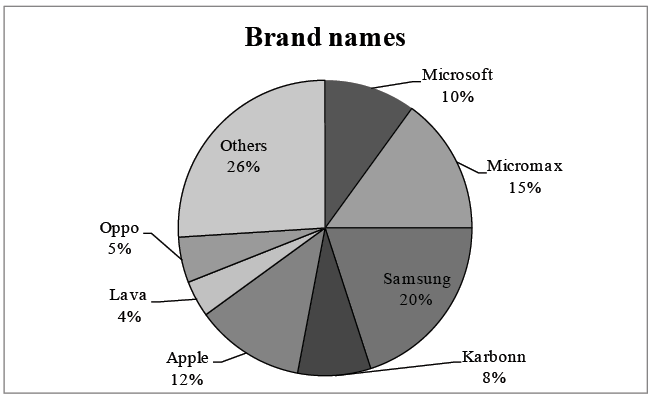 Brand names
Microsoft
10%
Micromax
15%
Samsung
20%
Karbonn
8%
Apple
12%
Lava
4%
Oppo
5%
Others
26%